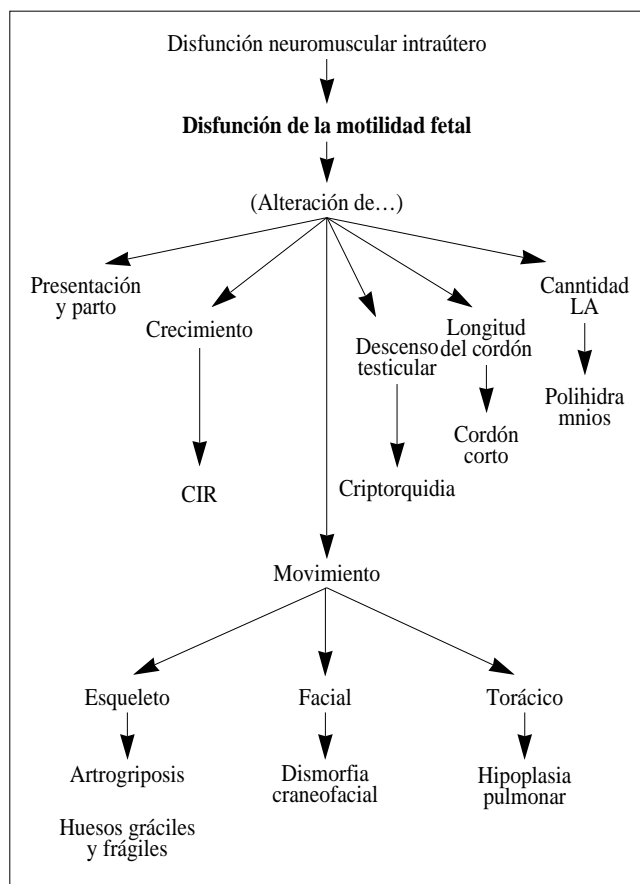 Disfunción neuromuscular intraútero
Disfunción de la motilidad fetal
(Alteración de…)
Presentación
y parto
Crecimiento
CIR
Descenso
testicular
Criptorquidia
Longitud
del cordón
Cordón
corto
Canntidad
LA
Polihidra
mnios
Movimiento
Esqueleto
Artrogriposis
Huesos gráciles
y frágiles
Facial
Dismorfia
craneofacial
Torácico
Hipoplasia
pulmonar